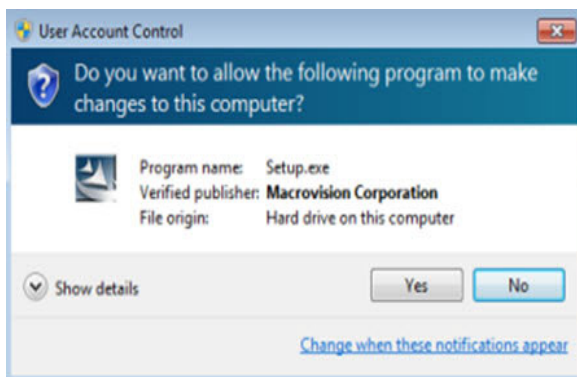 User Account Control
Do you want to allow the following program to make
changes to this computer?
Program name: Setup.exe
Verified publisher: Macrovision Corporation
File origin: Hard drive on this computer
Show details
Yes No
Change when these notifications appear